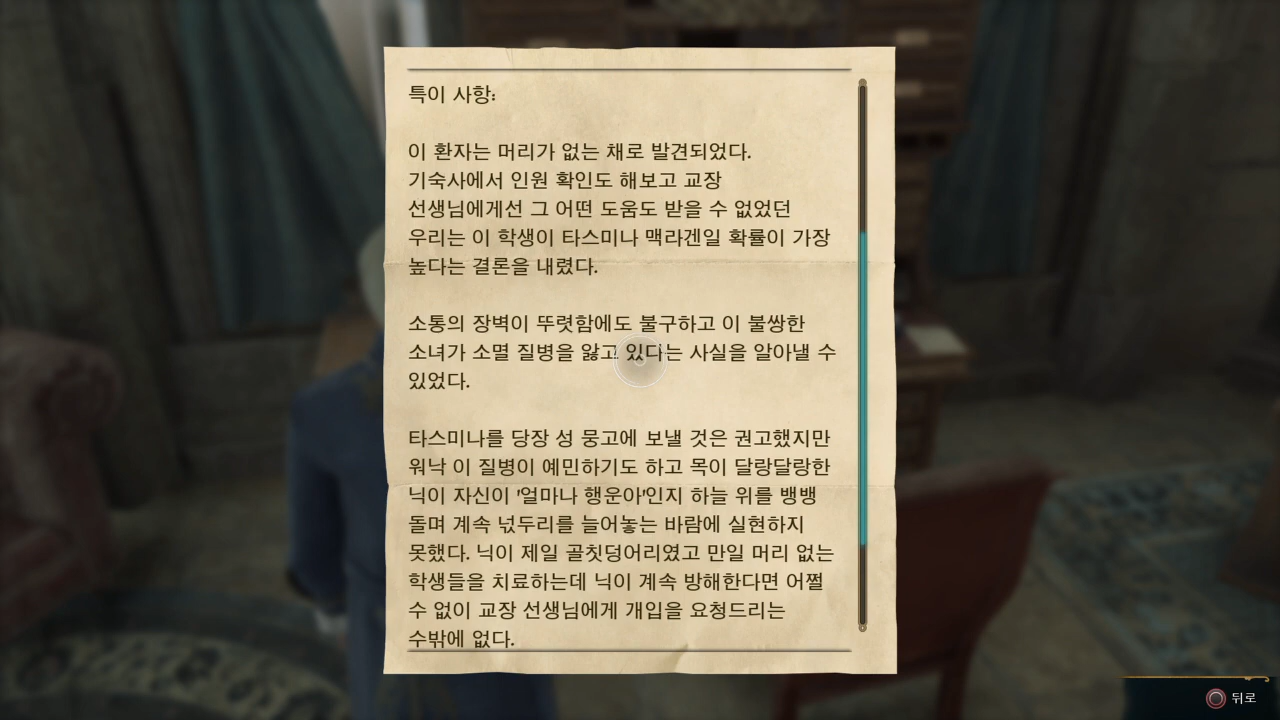 특이 사항:
이 환자는 머리가 없는 채로 발견되었다.
기숙사에서 인원 확인도 해보고 교장
선생님에게선 그 어떤 도움도 받을 수 없었던
우리는 이 학생이 타스미나 맥라겐일 확률이 가장
높다는 결론을 내렸다.
소통의 장벽이 뚜렷함에도 불구하고 이 불쌍한
소녀가 소멸 질병을 앓고 있다는 사실을 알아낼 수
있었다.
타스미나를 당장 성 뭉고에 보낼 것은 권고했지만
워낙 이 질병이 예민하기도 하고 목이 달랑달랑한
닉이 자신이 '얼마나 행운아'인지 하늘 위를 뱅뱅
돌며 계속 넋두리를 늘어놓는 바람에 실현하지
못했다. 닉이 제일 골칫덩어리였고 만일 머리 없는
학생들을 치료하는데 닉이 계속 방해한다면 어쩔
수 없이 교장 선생님에게 개입을 요청드리는
수밖에 없다.
뒤로